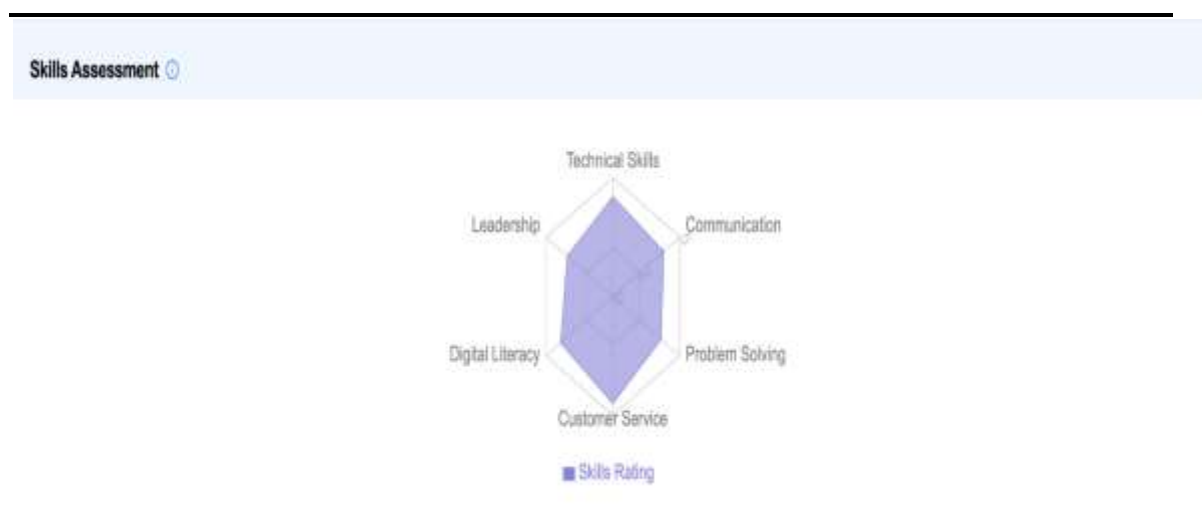 Skills Assessment
Technical Skills
Leadership
Communication
Digital Literacy
Problem Solving
Customer Service
Skills Rating